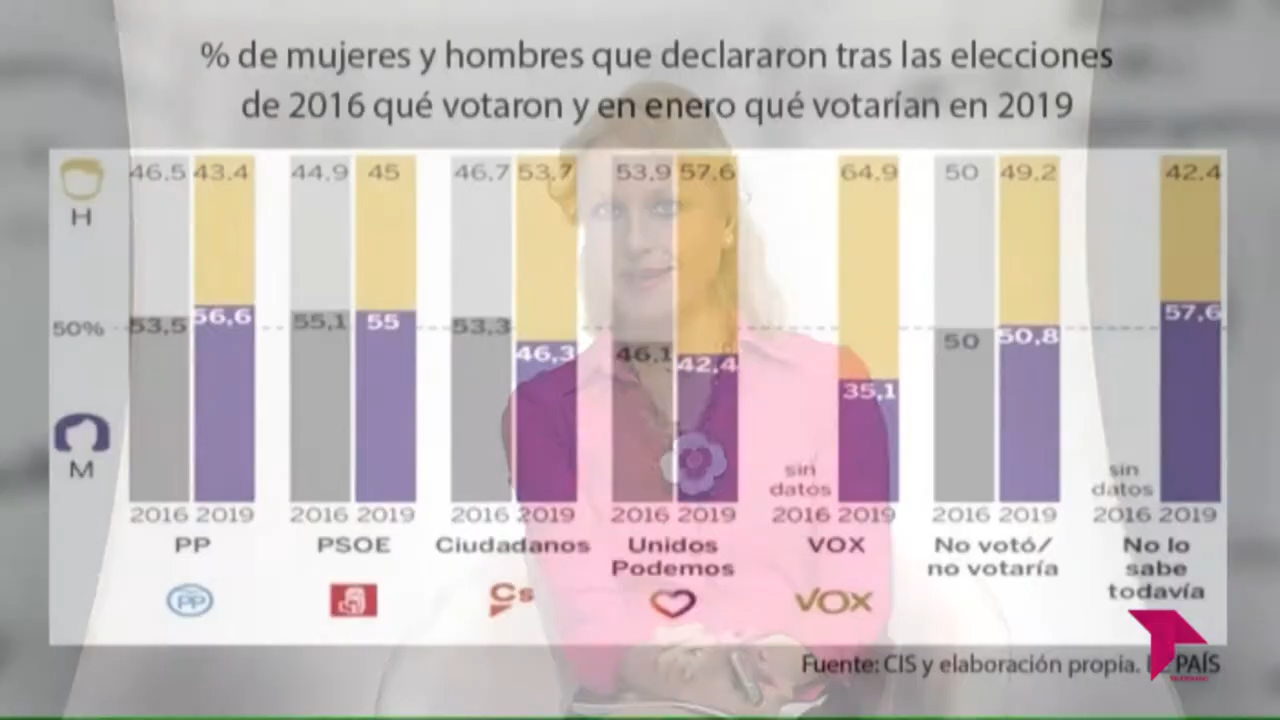 % de mujeres y hombres que declararon tras las elecciones
de 2016 qué votaron y en enero qué votarían en 2019
46,5 43,4 44,9 45 46,7 53,7 53,9 57,6 64,9 50 49,2 42,4
H
50% 53,5 56,6 55,1 55 53,3 46,3 46,1 42,4 35,1 50 50,8 57,6
M
sin datos
sin datos
2016 2019 2016 2019 2016 2019 2016 2019 2016 2019 2016 2019 2016 2019
PP
PSOE
Ciudadanos
Unidos
Podemos
VOX
No votó/
no votaría
No lo
sabe
todavía
PP
Cs
VOX
Fuente: CIS y elaboración propia. PAÍS